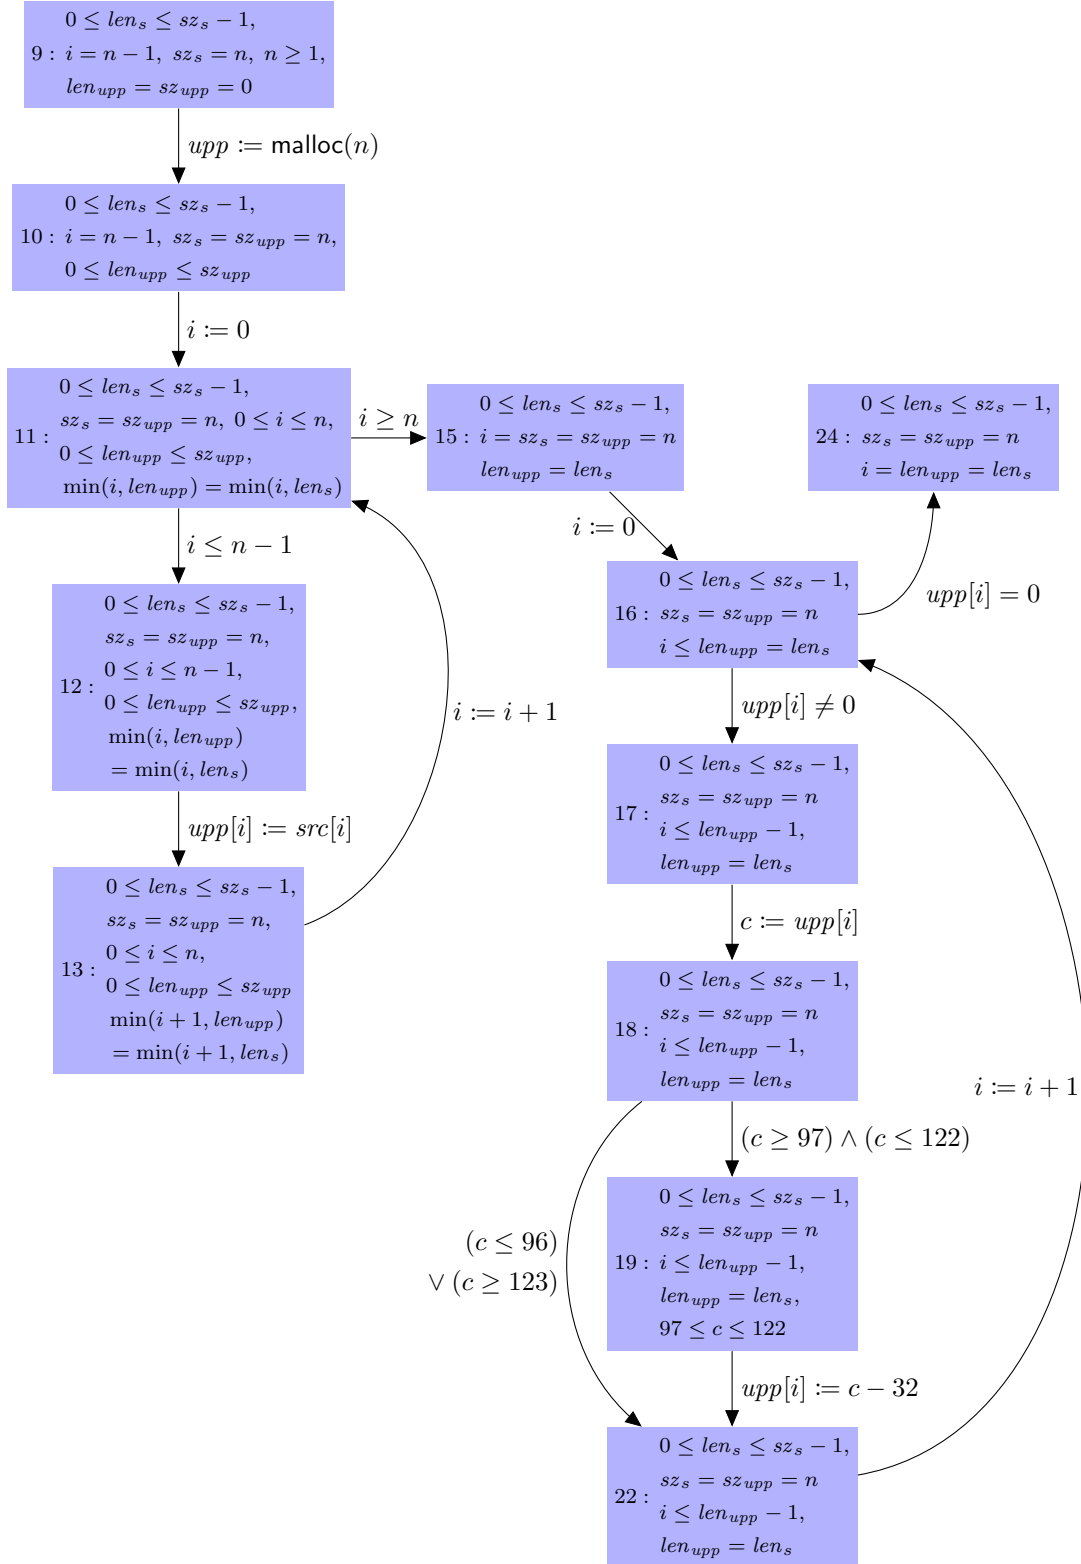 0 ≤ len_s ≤ sz_s − 1,
9 : i = n − 1, sz_s = n, n ≥ 1,
len_upp = sz_upp = 0
upp := malloc(n)
0 ≤ len_s ≤ sz_s − 1,
10 : i = n − 1, sz_s = sz_upp = n,
0 ≤ len_upp ≤ sz_upp
i := 0
0 ≤ len_s ≤ sz_s − 1,
sz_s = sz_upp = n, 0 ≤ i ≤ n,
11 :
0 ≤ len_upp ≤ sz_upp,
min(i, len_upp) = min(i, len_s)
i ≥ n
0 ≤ len_s ≤ sz_s − 1,
15 : i = sz_s = sz_upp = n
len_upp = len_s
0 ≤ len_s ≤ sz_s − 1,
24 : sz_s = sz_upp = n
i = len_upp = len_s
i ≤ n − 1
0 ≤ len_s ≤ sz_s − 1,
sz_s = sz_upp = n,
0 ≤ i ≤ n − 1,
12 :
0 ≤ len_upp ≤ sz_upp,
min(i, len_upp)
= min(i, len_s)
upp[i] := src[i]
0 ≤ len_s ≤ sz_s − 1,
sz_s = sz_upp = n,
0 ≤ i ≤ n,
13 :
0 ≤ len_upp ≤ sz_upp
min(i + 1, len_upp)
= min(i + 1, len_s)
i := i + 1
i := 0
0 ≤ len_s ≤ sz_s − 1,
16 : sz_s = sz_upp = n
i ≤ len_upp = len_s
upp[i] = 0
upp[i] ≠ 0
0 ≤ len_s ≤ sz_s − 1,
sz_s = sz_upp = n
17 :
i ≤ len_upp − 1,
len_upp = len_s
c := upp[i]
0 ≤ len_s ≤ sz_s − 1,
sz_s = sz_upp = n
18 :
i ≤ len_upp − 1,
len_upp = len_s
i := i + 1
(c ≥ 97) ∧ (c ≤ 122)
(c ≤ 96)
∨ (c ≥ 123)
0 ≤ len_s ≤ sz_s − 1,
sz_s = sz_upp = n
19 : i ≤ len_upp − 1,
len_upp = len_s,
97 ≤ c ≤ 122
upp[i] := c − 32
0 ≤ len_s ≤ sz_s − 1,
sz_s = sz_upp = n
22 :
i ≤ len_upp − 1,
len_upp = len_s